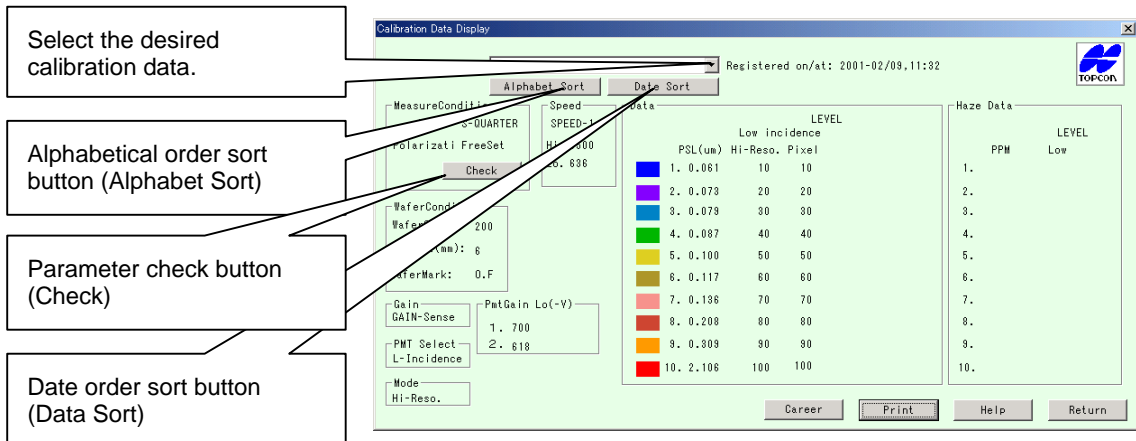 Select the desired
calibration data.
Alphabetical order sort
button (Alphabet Sort)
Parameter check button
(Check)
Date order sort button
(Data Sort)
Calibration Data Display
Registered on/at: 2001-02/09,11:32
TOPCON
Alphabet Sort
Date Sort
S-QUARTER
FreeSet
Check
Speed
SPEED-1
636
WaferCond
200
(mm): 6
O.F
Gain
GAIN-Sense
PMT Select
L-Incidence
Mode
Hi-Reso.
PmtGain Lo(-V)
1. 700
2. 618
Data
LEVEL
Low incidence
PSL(um) Hi-Reso. Pixel
1. 0.061 10 10
2. 0.073 20 20
3. 0.079 30 30
4. 0.087 40 40
5. 0.100 50 50
6. 0.117 60 60
7. 0.136 70 70
8. 0.208 80 80
9. 0.309 90 90
10. 2.106 100 100
Haze Data
LEVEL
PPM Low
1.
2.
3.
4.
5.
6.
7.
8.
9.
10.
Career
Print
Help
Return